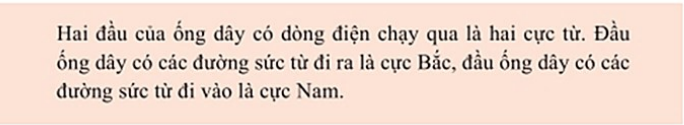 Hai đầu của ống dây có dòng điện chạy qua là hai cực từ. Đầu
ống dây có các đường sức từ đi ra là cực Bắc, đầu ống dây có các
đường sức từ đi vào là cực Nam.